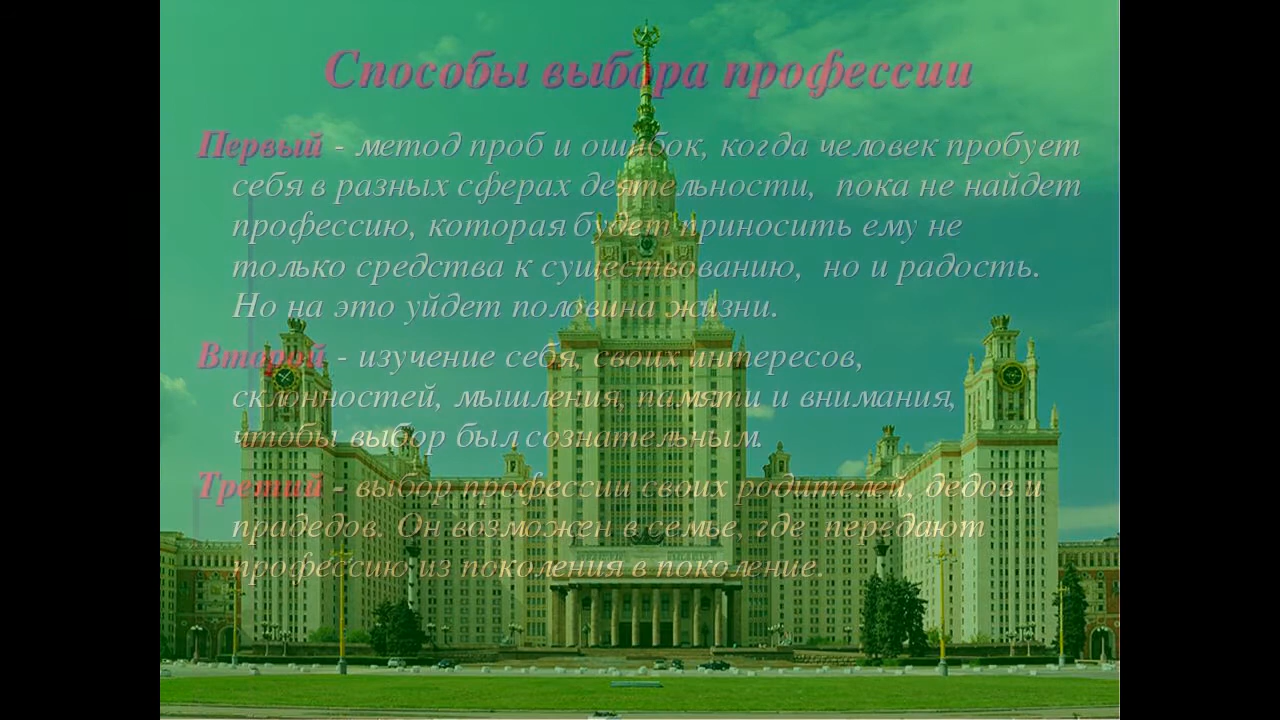 Способы выбора профессии
Первый - метод проб и ошибок, когда человек пробует
себя в разных сферах деятельности, пока не найдет
профессию, которая будет приносить ему не
только средства к существованию, но и радость.
Но на это уйдет половина жизни.
Второй - изучение себя, своих интересов,
склонностей, мышления, памяти и внимания,
чтобы выбор был сознательным.
Третий - выбор профессии своих родителей, дедов и
прадедов. Он возможен в семье, где передают
профессию из поколения в поколение.